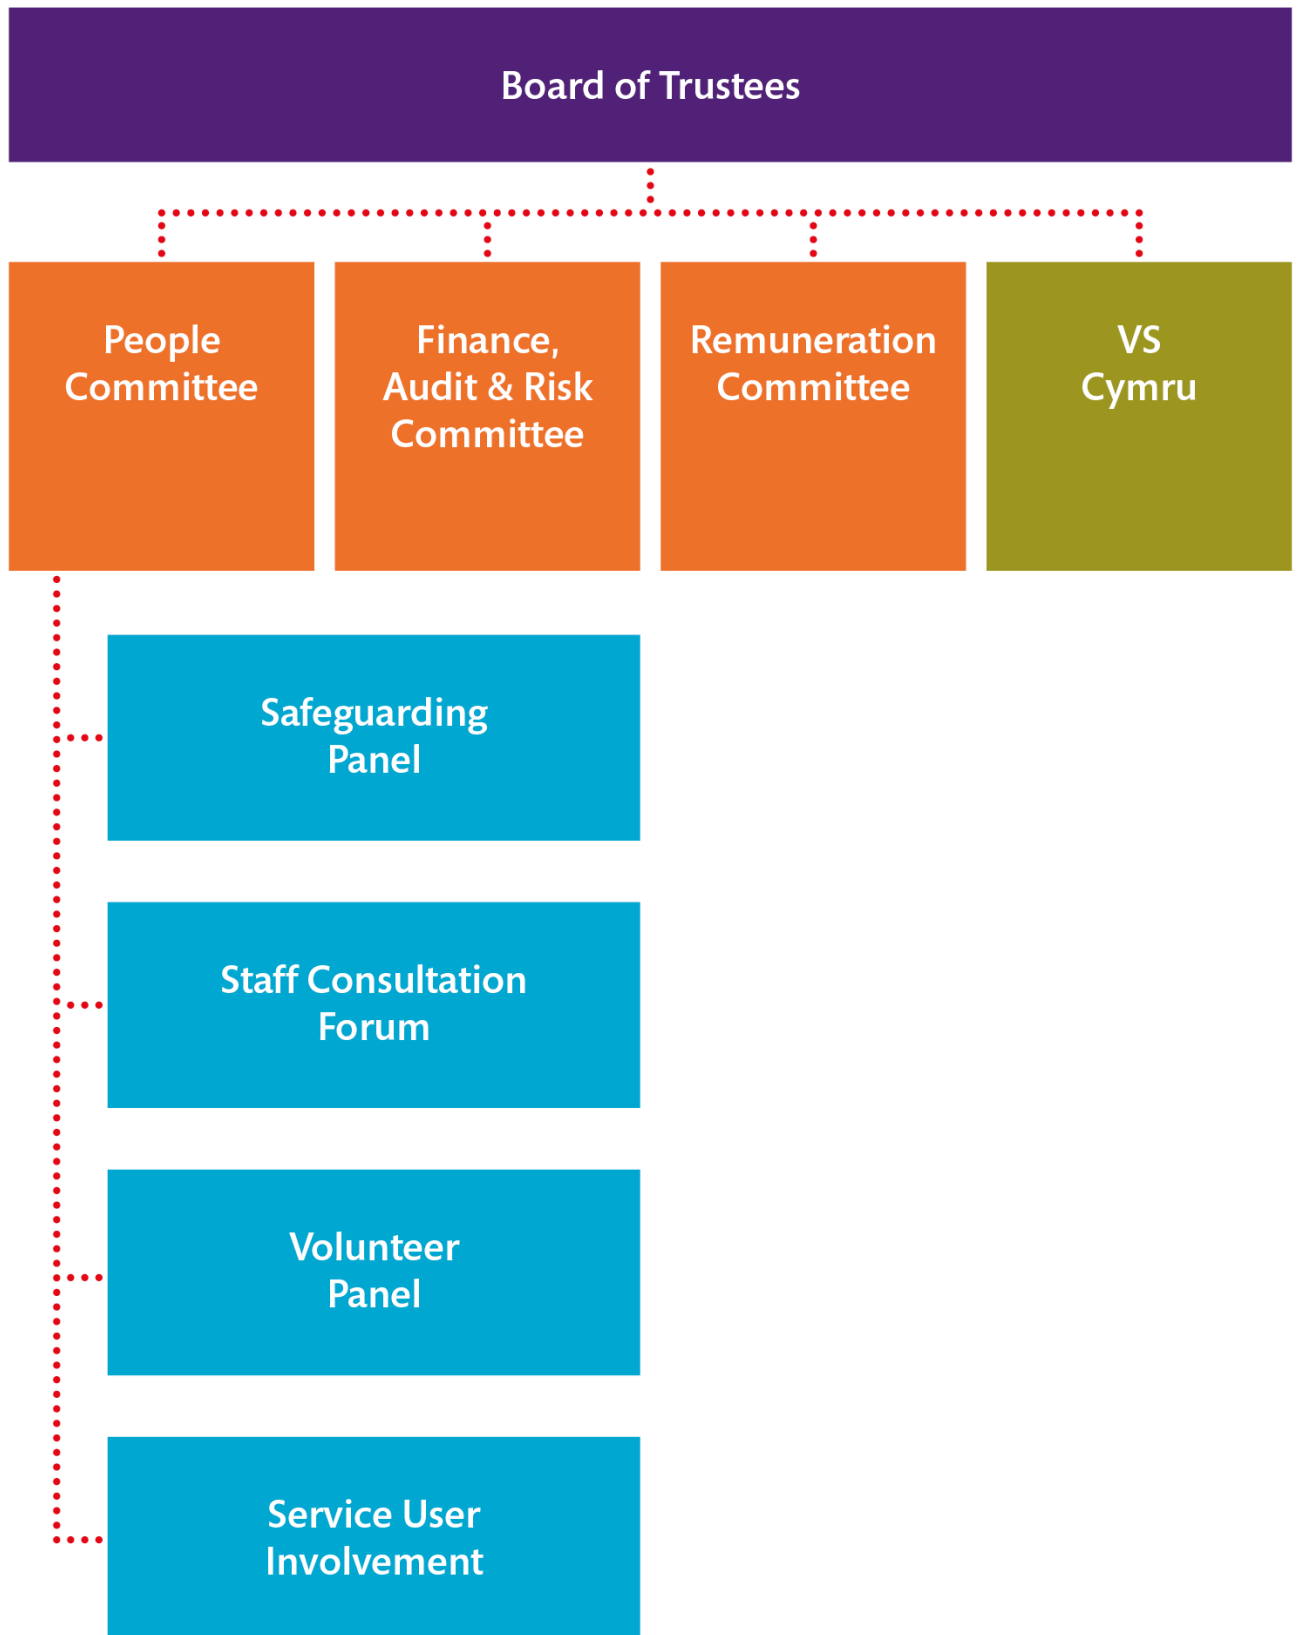 Board of Trustees
People
Committee
Finance,
Audit & Risk
Committee
Remuneration
Committee
VS
Cymru
Safeguarding
Panel
Staff Consultation
Forum
Volunteer
Panel
Service User
Involvement